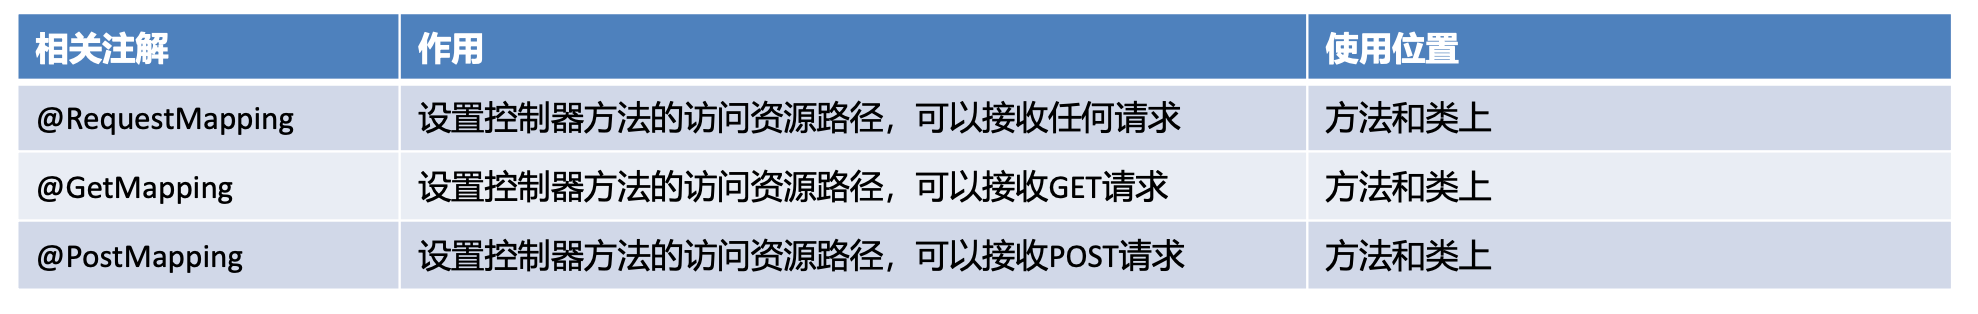 相关注解 作用 使用位置
@RequestMapping 设置控制器方法的访问资源路径，可以接收任何请求 方法和类上
@GetMapping 设置控制器方法的访问资源路径，可以接收GET请求 方法和类上
@PostMapping 设置控制器方法的访问资源路径，可以接收POST请求 方法和类上